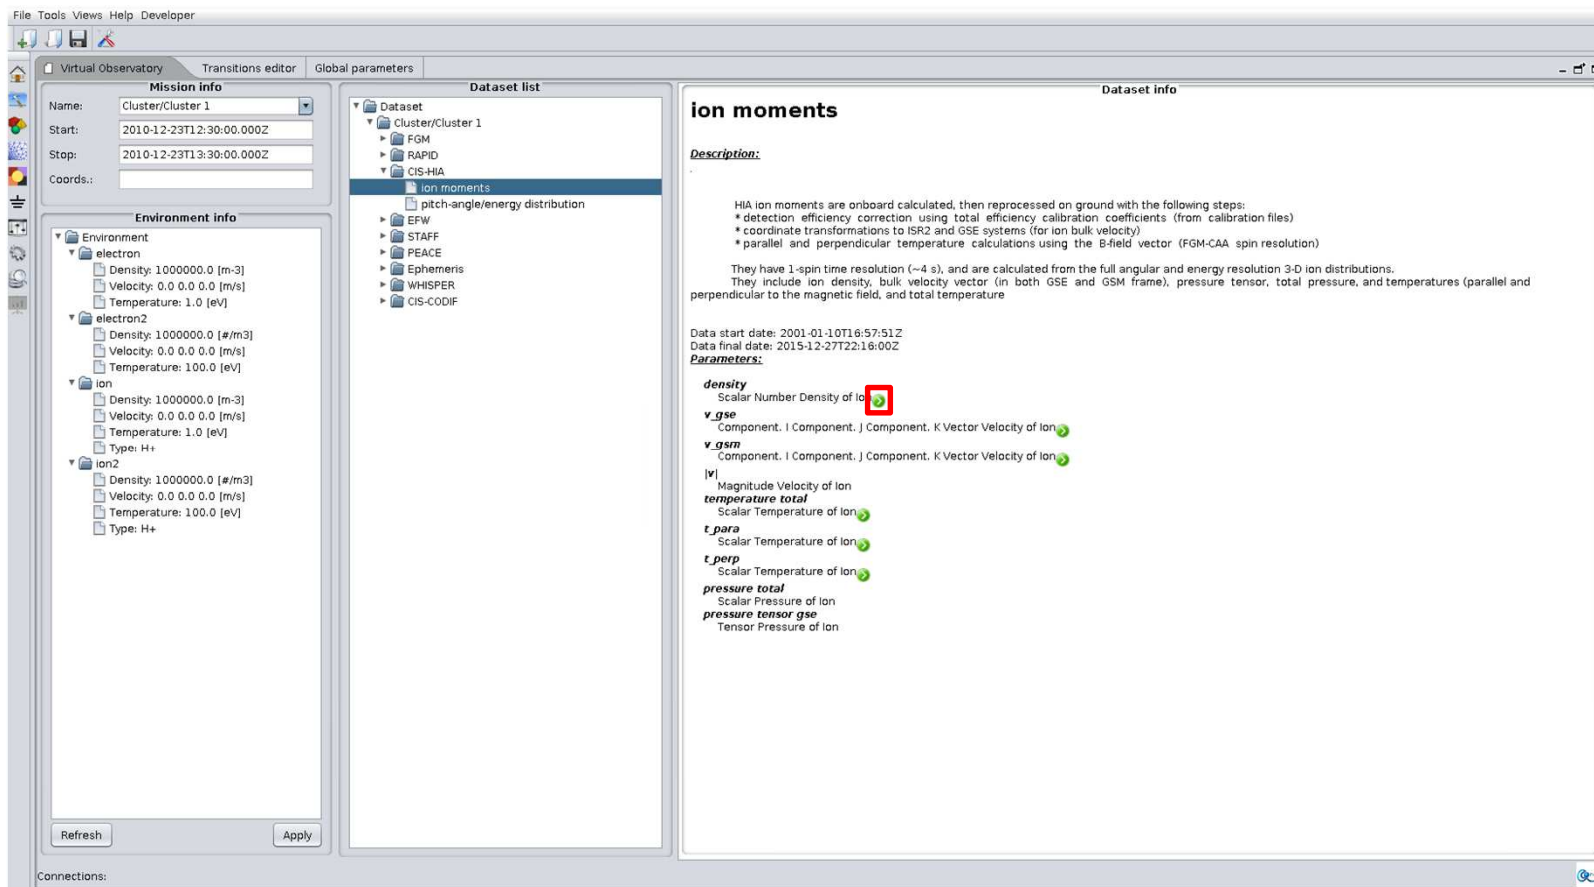 File Tools Views Help Developer
Virtual Observatory Transitions editor Global parameters
Mission info
Name: Cluster/Cluster 1
Start: 2010-12-23T12:30:00.000Z
Stop: 2010-12-23T13:30:00.000Z
Coords.:
Environment info
Environment
electron
Density: 1000000.0 [m-3]
Velocity: 0.0 0.0 0.0 [m/s]
Temperature: 1.0 [eV]
electron2
Density: 1000000.0 [#/m3]
Velocity: 0.0 0.0 0.0 [m/s]
Temperature: 100.0 [eV]
ion
Density: 1000000.0 [m-3]
Velocity: 0.0 0.0 0.0 [m/s]
Temperature: 1.0 [eV]
Type: H+
ion2
Density: 1000000.0 [#/m3]
Velocity: 0.0 0.0 0.0 [m/s]
Temperature: 100.0 [eV]
Type: H+
Refresh Apply
Dataset list
Dataset
Cluster/Cluster 1
FGM
RAPID
CIS-HIA
ion moments
pitch-angle/energy distribution
EFW
STAFF
PEACE
Ephemeris
WHISPER
CIS-CODIF
Dataset info
ion moments
Description:
.
HIA ion moments are onboard calculated, then reprocessed on ground with the following steps:
* detection efficiency correction using total efficiency calibration coefficients (from calibration files)
* coordinate transformations to ISR2 and GSE systems (for ion bulk velocity)
* parallel and perpendicular temperature calculations using the B-field vector (FGM-CAA spin resolution)
They have 1-spin time resolution (~4 s), and are calculated from the full angular and energy resolution 3-D ion distributions.
They include ion density, bulk velocity vector (in both GSE and GSM frame), pressure tensor, total pressure, and temperatures (parallel and
perpendicular to the magnetic field, and total temperature
Data start date: 2001-01-10T16:57:51Z
Data final date: 2015-12-27T22:16:00Z
Parameters:
density
Scalar Number Density of Ion
v_gse
Component. I Component. J Component. K Vector Velocity of Ion
v_gsm
Component. I Component. J Component. K Vector Velocity of Ion
|v|
Magnitude Velocity of Ion
temperature total
Scalar Temperature of Ion
t_para
Scalar Temperature of Ion
t_perp
Scalar Temperature of Ion
pressure total
Scalar Pressure of Ion
pressure tensor gse
Tensor Pressure of Ion
Connections: